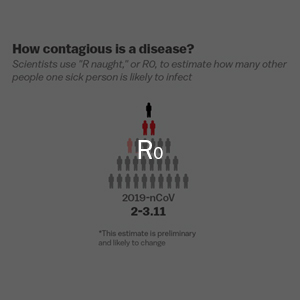 How contagious is a disease?
Scientists use "R naught," or R0, to estimate how many other
people one sick person is likely to infect
R0
2019-nCoV
2-3.11
*This estimate is preliminary
and likely to change